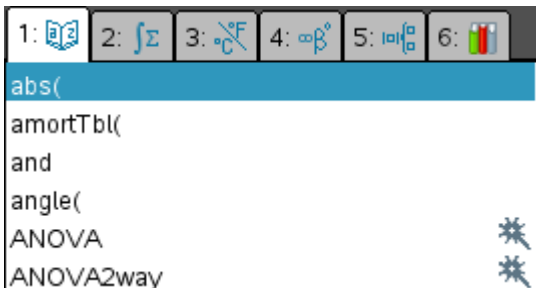 1: 2: ∫Σ 3: °C°F 4: ∞β° 5: |□|{ 6:
abs(
amortTbl(
and
angle(
ANOVA
ANOVA2way